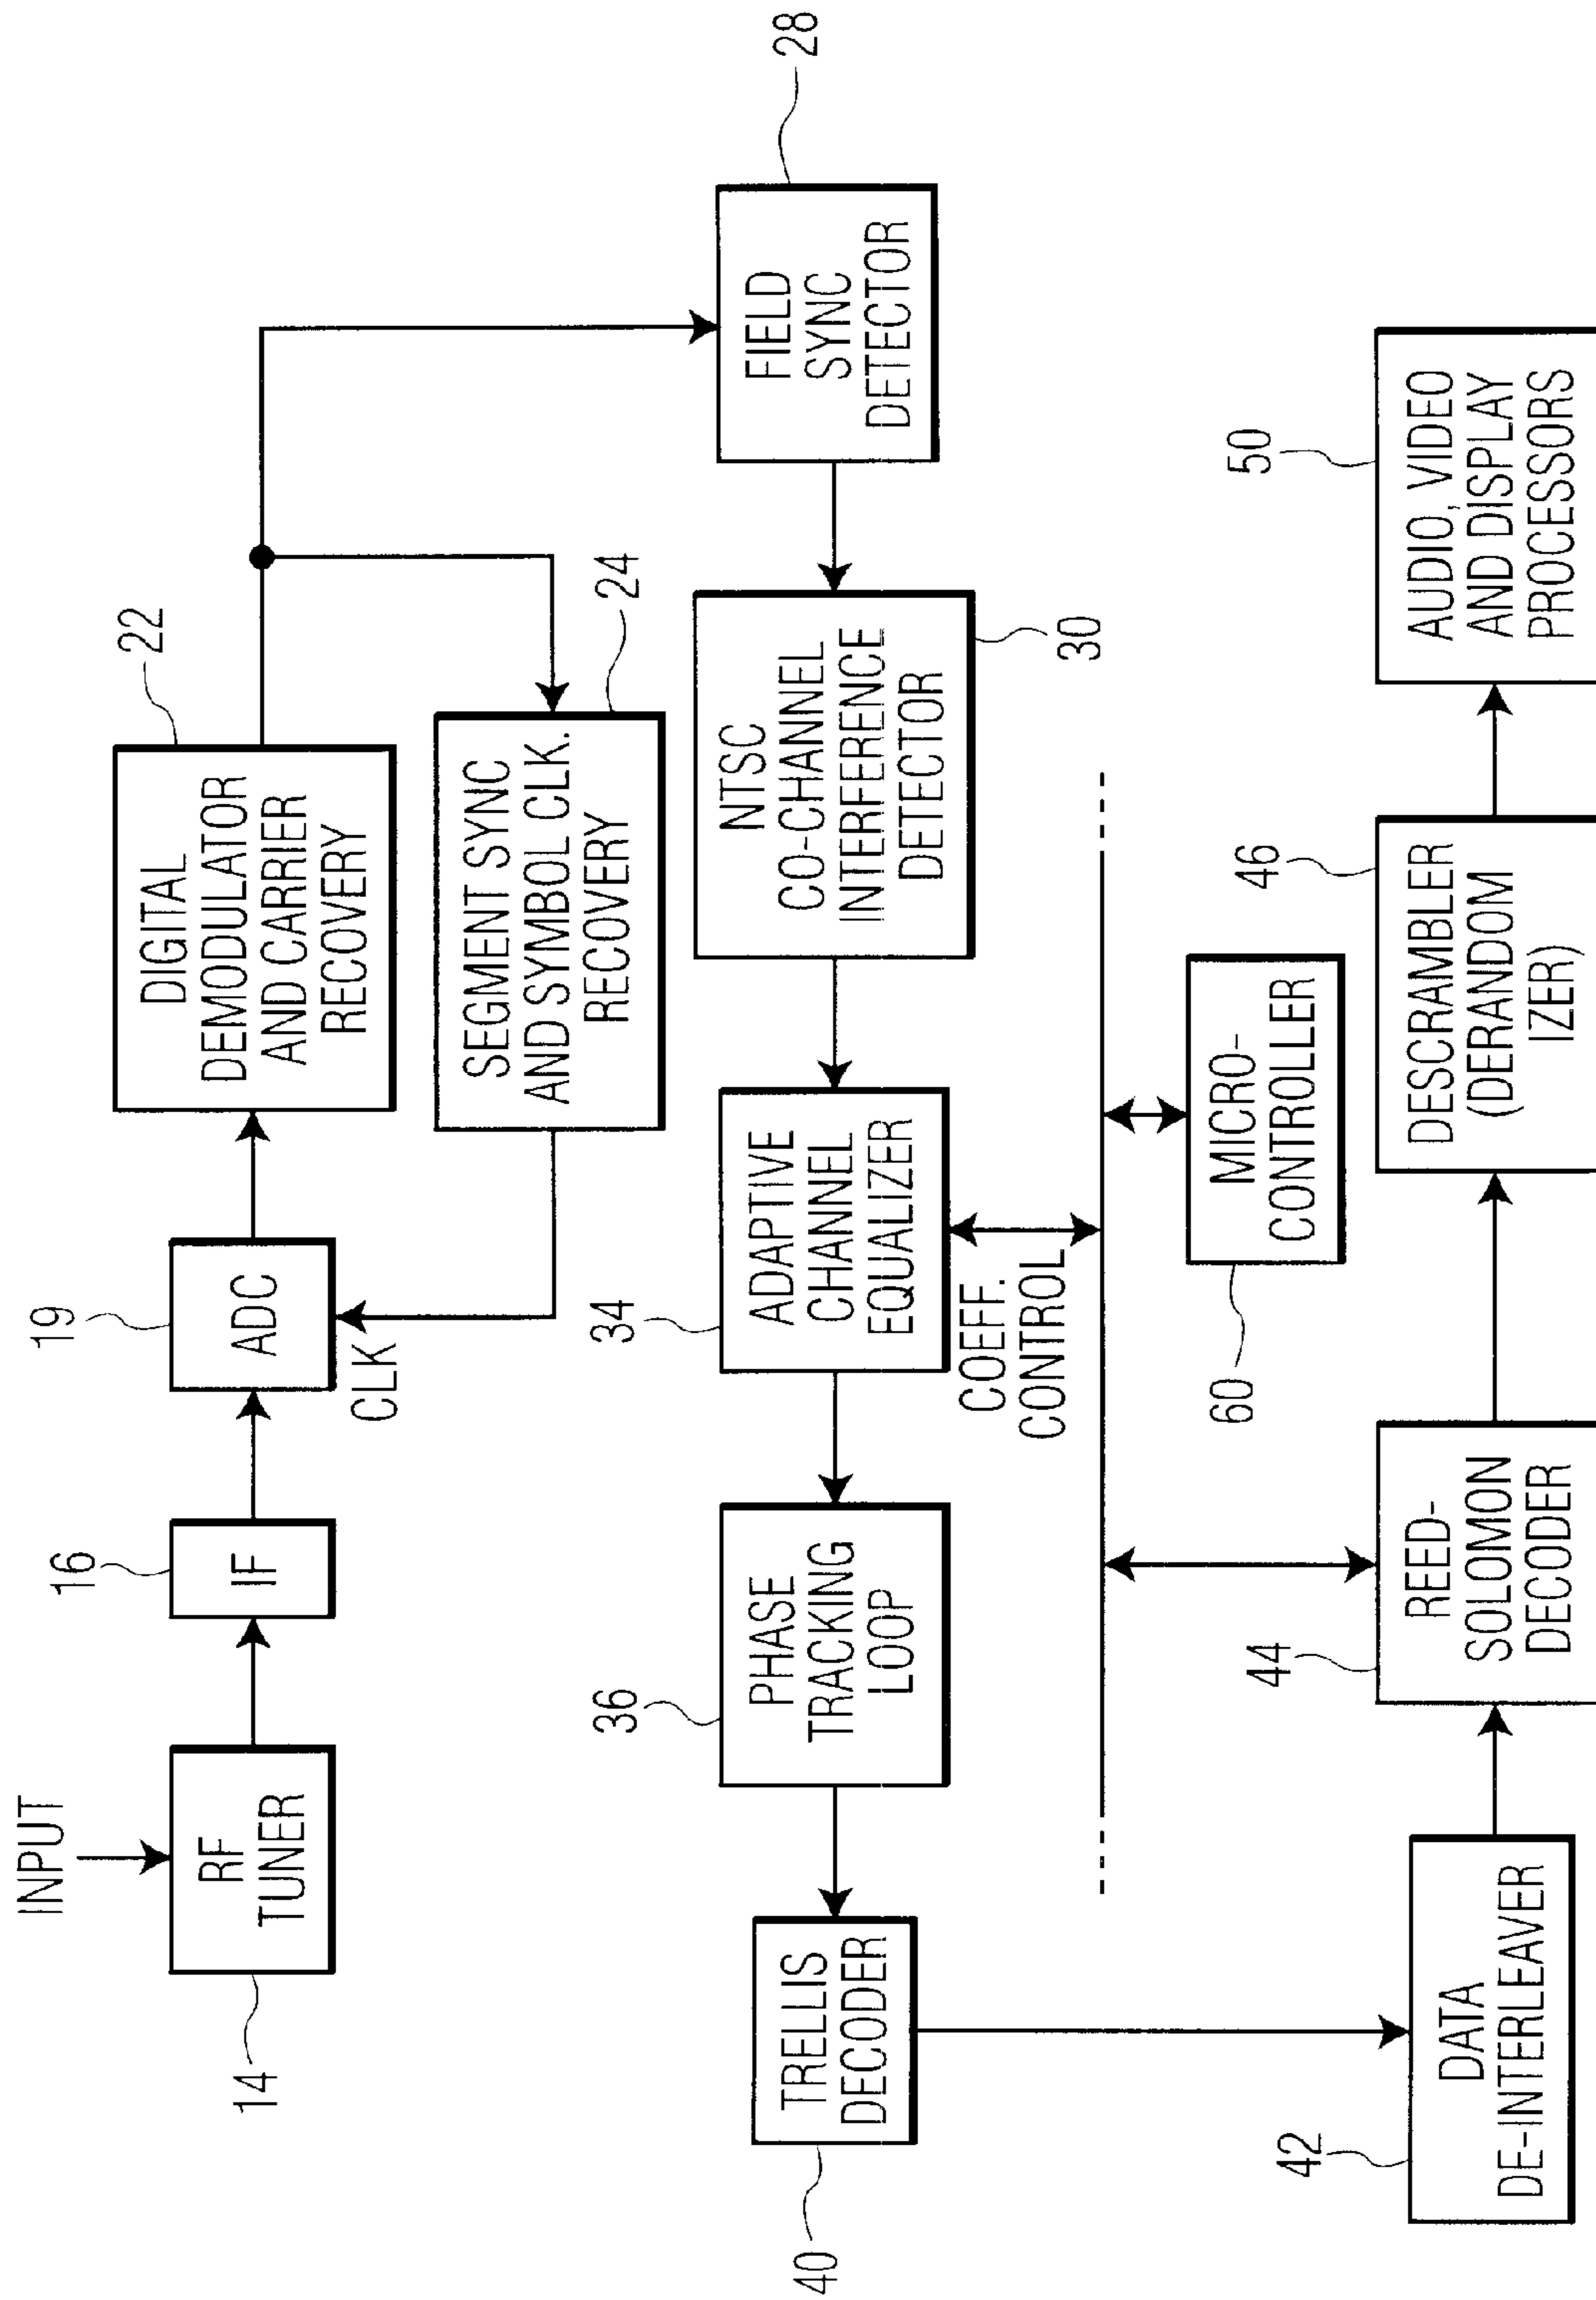 INPUT
RF
TUNER
14
IF
16
ADC
19
CLK
DIGITAL
DEMODULATOR
AND CARRIER
RECOVERY
22
SEGMENT SYNC
AND SYMBOL CLK.
RECOVERY
24
FIELD
SYNC
DETECTOR
28
NTSC
CO-CHANNEL
INTERFERENCE
DETECTOR
30
ADAPTIVE
CHANNEL
EQUALIZER
34
COEFF.
CONTROL
PHASE
TRACKING
LOOP
36
TRELLIS
DECODER
40
MICRO-
CONTROLLER
60
DATA
DE-INTERLEAVER
42
REED-
SOLOMON
DECODER
44
DESCRAMBLER
(DERANDOM
IZER)
46
AUDIO, VIDEO
AND DISPLAY
PROCESSORS
50